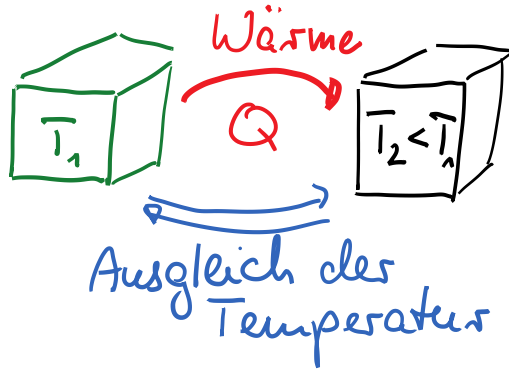 Wärme
T₁
Q
T₂ < T₁
Ausgleich der
Temperatur